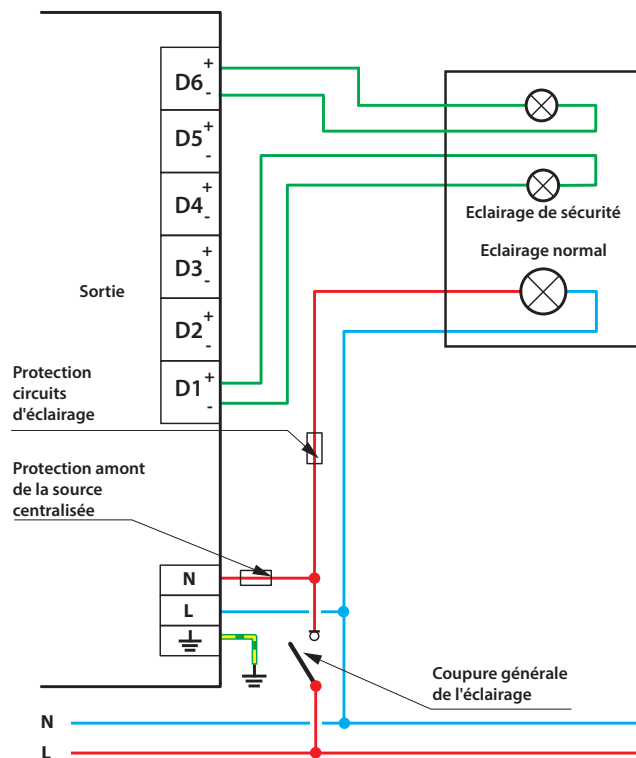 D6 + -
D5 + -
D4 + -
D3 + -
D2 + -
D1 + -
Sortie
Eclairage de sécurité
Eclairage normal
Protection
circuits
d'éclairage
Protection amont
de la source
centralisée
N
L
Coupure générale
de l'éclairage
N
L